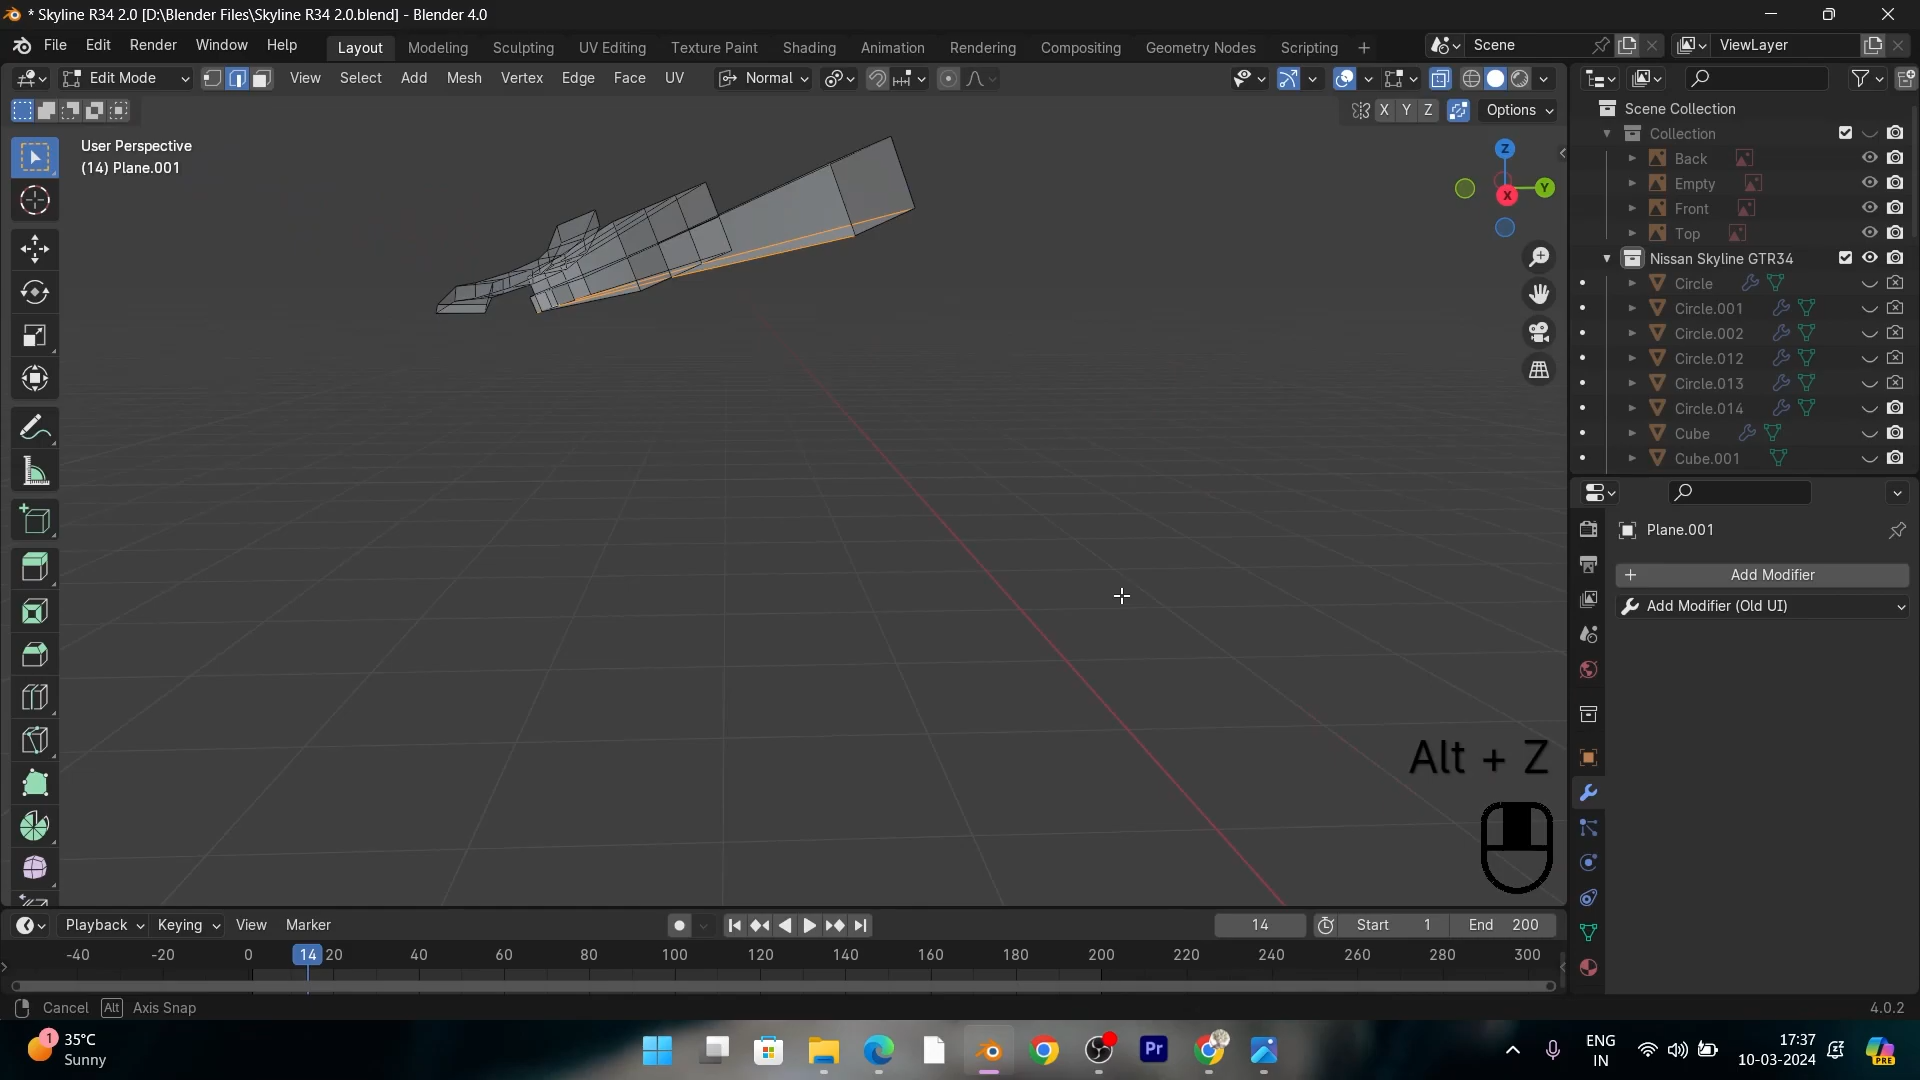 * Skyline R34 2.0 [D:\Blender Files\Skyline R34 2.0.blend] - Blender 4.0
File Edit Render Window Help Layout Modeling Sculpting UV Editing Texture Paint Shading Animation Rendering Compositing Geometry Nodes Scripting + Scene ViewLayer
Edit Mode View Select Add Mesh Vertex Edge Face UV Normal
X Y Z Options
User Perspective
(14) Plane.001
Z
Y
X
Scene Collection
Collection
Back
Empty
Front
Top
Nissan Skyline GTR34
Circle
Circle.001
Circle.002
Circle.012
Circle.013
Circle.014
Cube
Cube.001
Plane.001
+ Add Modifier
Add Modifier (Old UI)
Alt + Z
Playback Keying View Marker 14 Start 1 End 200
-40 -20 0 14 20 40 60 80 100 120 140 160 180 200 220 240 260 280 300
Cancel Alt Axis Snap 4.0.2
1 35°C
Sunny
Pr
ENG
IN
17:37
10-03-2024
PRE